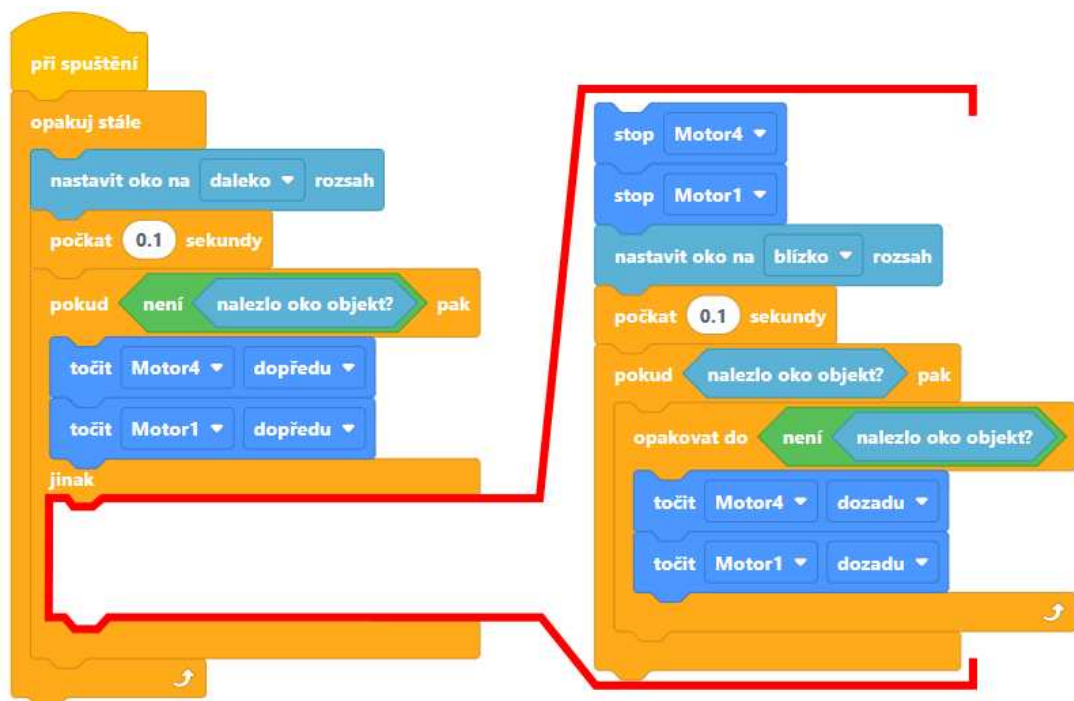 při spuštění
opakuj stále
nastavit oko na daleko rozsah
počkat 0.1 sekundy
pokud není nalezlo oko objekt? pak
točit Motor4 dopředu
točit Motor1 dopředu
jinak
stop Motor4
stop Motor1
nastavit oko na blízko rozsah
počkat 0.1 sekundy
pokud nalezlo oko objekt? pak
opakovat do není nalezlo oko objekt?
točit Motor4 dozadu
točit Motor1 dozadu